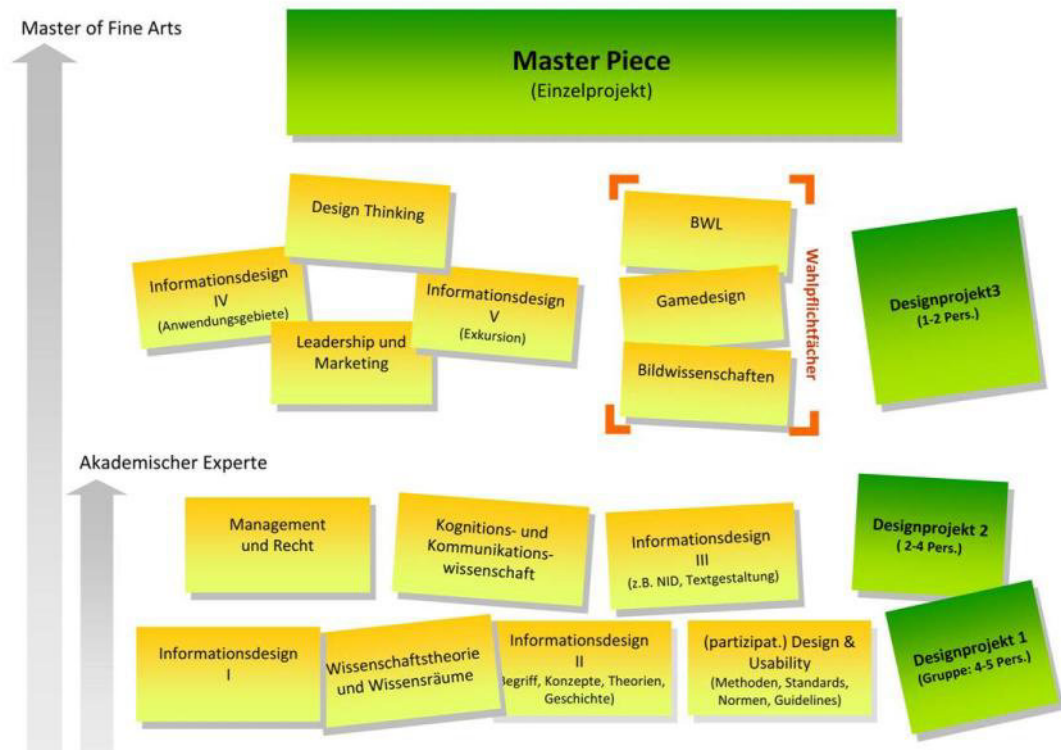 Master of Fine Arts
Master Piece
(Einzelprojekt)
Design Thinking
Informationsdesign
IV
(Anwendungsgebiete)
Informationsdesign
V
(Exkursion)
Leadership und
Marketing
BWL
Gamedesign
Bildwissenschaften
Wahlpflichtfächer
Designprojekt3
(1-2 Pers.)
Akademischer Experte
Management
und Recht
Kognitions- und
Kommunikations-
wissenschaft
Informationsdesign
III
(z.B. NID, Textgestaltung)
Designprojekt 2
( 2-4 Pers.)
Informationsdesign
I
Wissenschaftstheorie
und Wissensräume
Informationsdesign
II
Begriff, Konzepte, Theorien,
Geschichte)
(partizipat.) Design &
Usability
(Methoden, Standards,
Normen, Guidelines)
Designprojekt 1
(Gruppe: 4-5 Pers.)